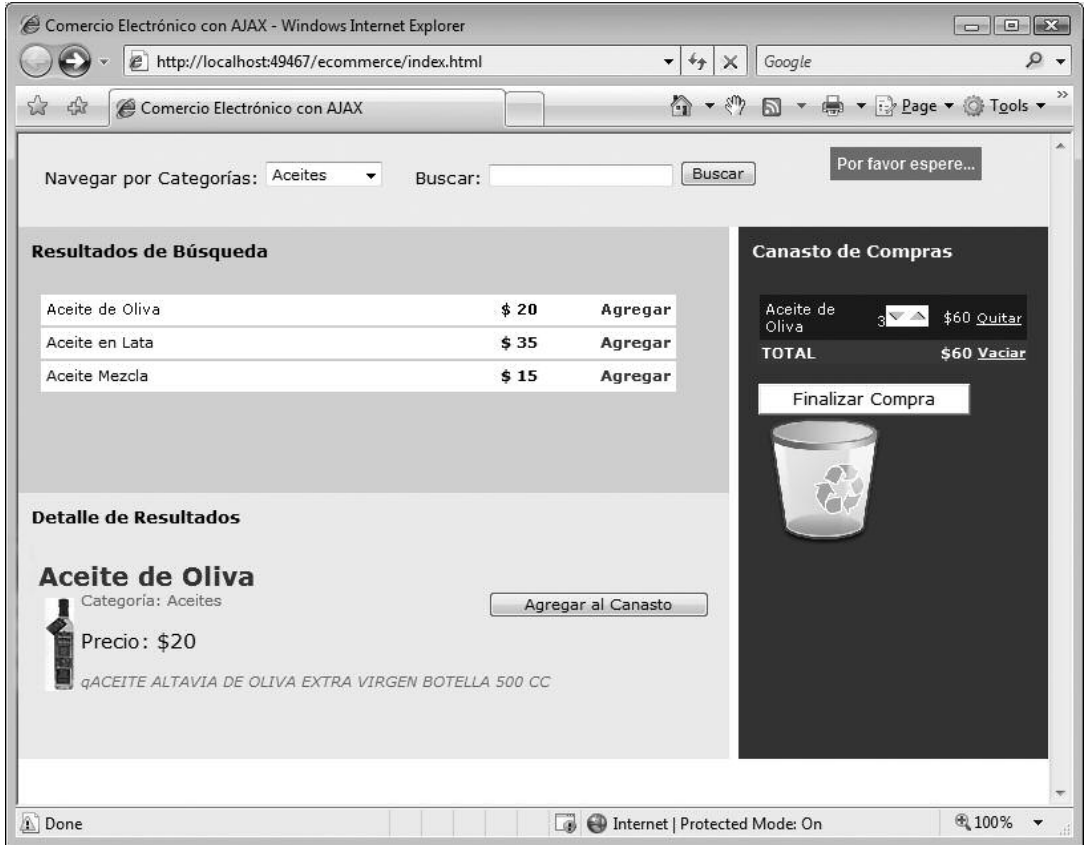 Comercio Electrónico con AJAX - Windows Internet Explorer
http://localhost:49467/ecommerce/index.html
Google
Comercio Electrónico con AJAX
Page
Tools
Navegar por Categorías: Aceites Buscar: Buscar
Por favor espere...
Resultados de Búsqueda
Aceite de Oliva $ 20 Agregar
Aceite en Lata $ 35 Agregar
Aceite Mezcla $ 15 Agregar
Canasto de Compras
Aceite de Oliva 3 $60 Quitar
TOTAL $60 Vaciar
Finalizar Compra
Detalle de Resultados
Aceite de Oliva
Categoría: Aceites
Agregar al Canasto
Precio: $20
qACEITE ALTAVIA DE OLIVA EXTRA VIRGEN BOTELLA 500 CC
Done
Internet | Protected Mode: On
100%